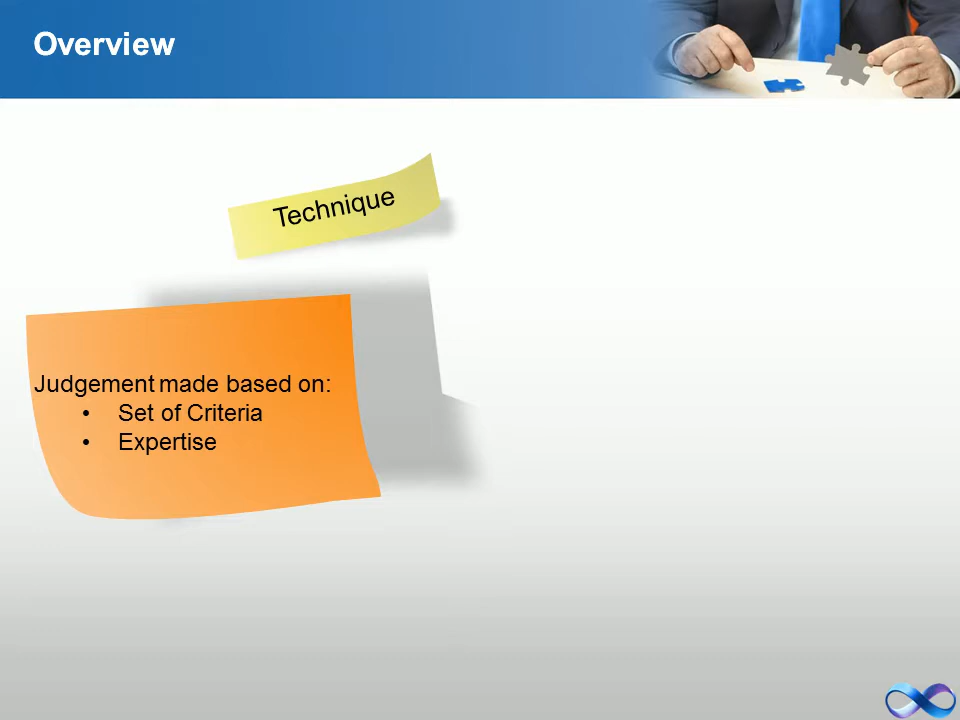 Overview
Technique
Judgement made based on:
• Set of Criteria
• Expertise